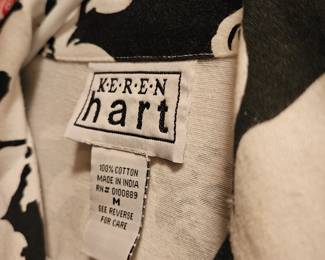 K·E·R·E·N
hart
100% COTTON
MADE IN INDIA
RN# 0100889
M
SEE REVERSE
FOR CARE